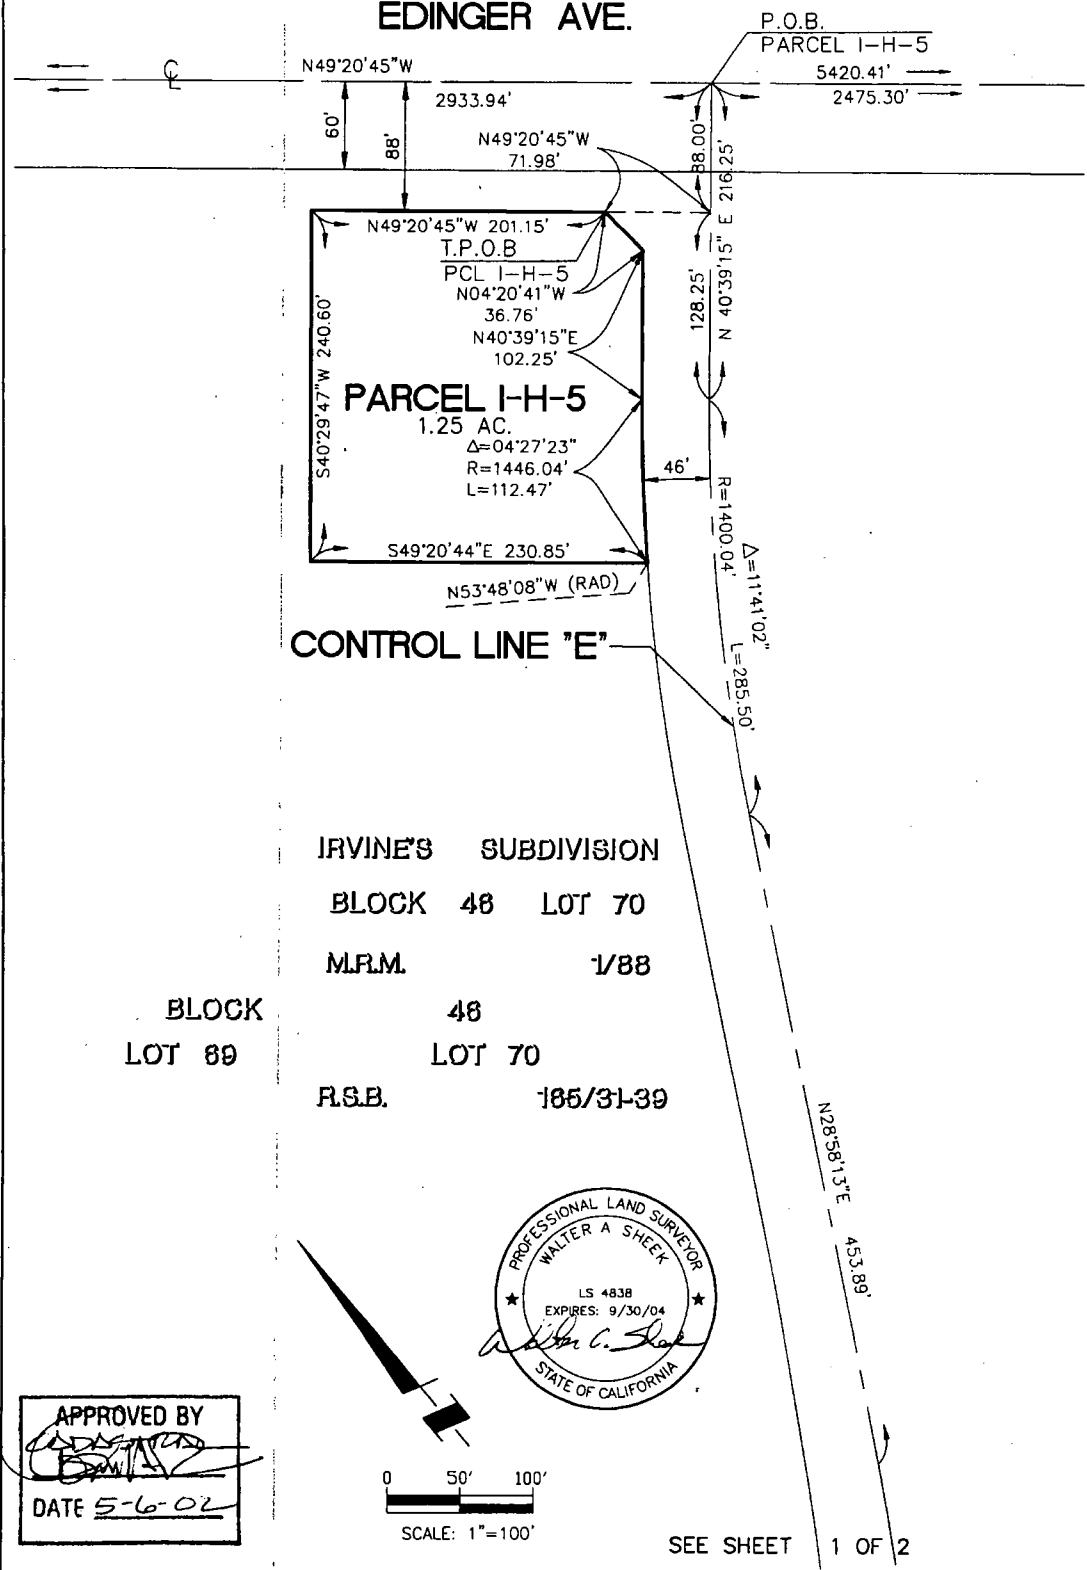 EDINGER AVE.
P.O.B.
PARCEL I-H-5
℄
N49°20'45"W
5420.41'
2933.94'
2475.30'
60'
88'
N49°20'45"W
71.98'
88.00'
N 40°39'15" E 216.25'
N49°20'45"W 201.15'
T.P.O.B
PCL I-H-5
N04°20'41"W
36.76'
128.25'
N40°39'15"E
102.25'
S40°29'47"W 240.60'
PARCEL I-H-5
1.25 AC.
Δ=04°27'23"
R=1446.04'
L=112.47'
46'
R=1400.04'
Δ=11°41'02"
L=285.50'
S49°20'44"E 230.85'
N53°48'08"W (RAD)
CONTROL LINE "E"
IRVINE'S SUBDIVISION
BLOCK 46 LOT 70
M.R.M. 1/88
BLOCK 46
LOT 69 LOT 70
R.S.B. 165/31-39
N28°58'13"E 453.89'
PROFESSIONAL LAND SURVEYOR
WALTER A SHEEK
LS 4838
EXPIRES: 9/30/04
STATE OF CALIFORNIA
APPROVED BY
DATE 5-6-02
0 50' 100'
SCALE: 1"=100'
SEE SHEET 1 OF 2